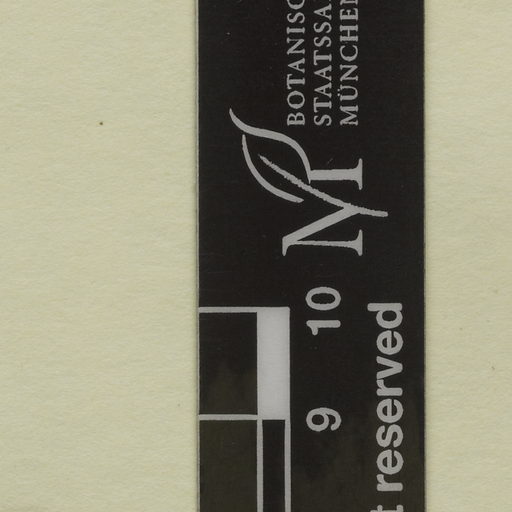 BOTANISC
STAATSSA
MÜNCHEN
M
10
9
t reserved